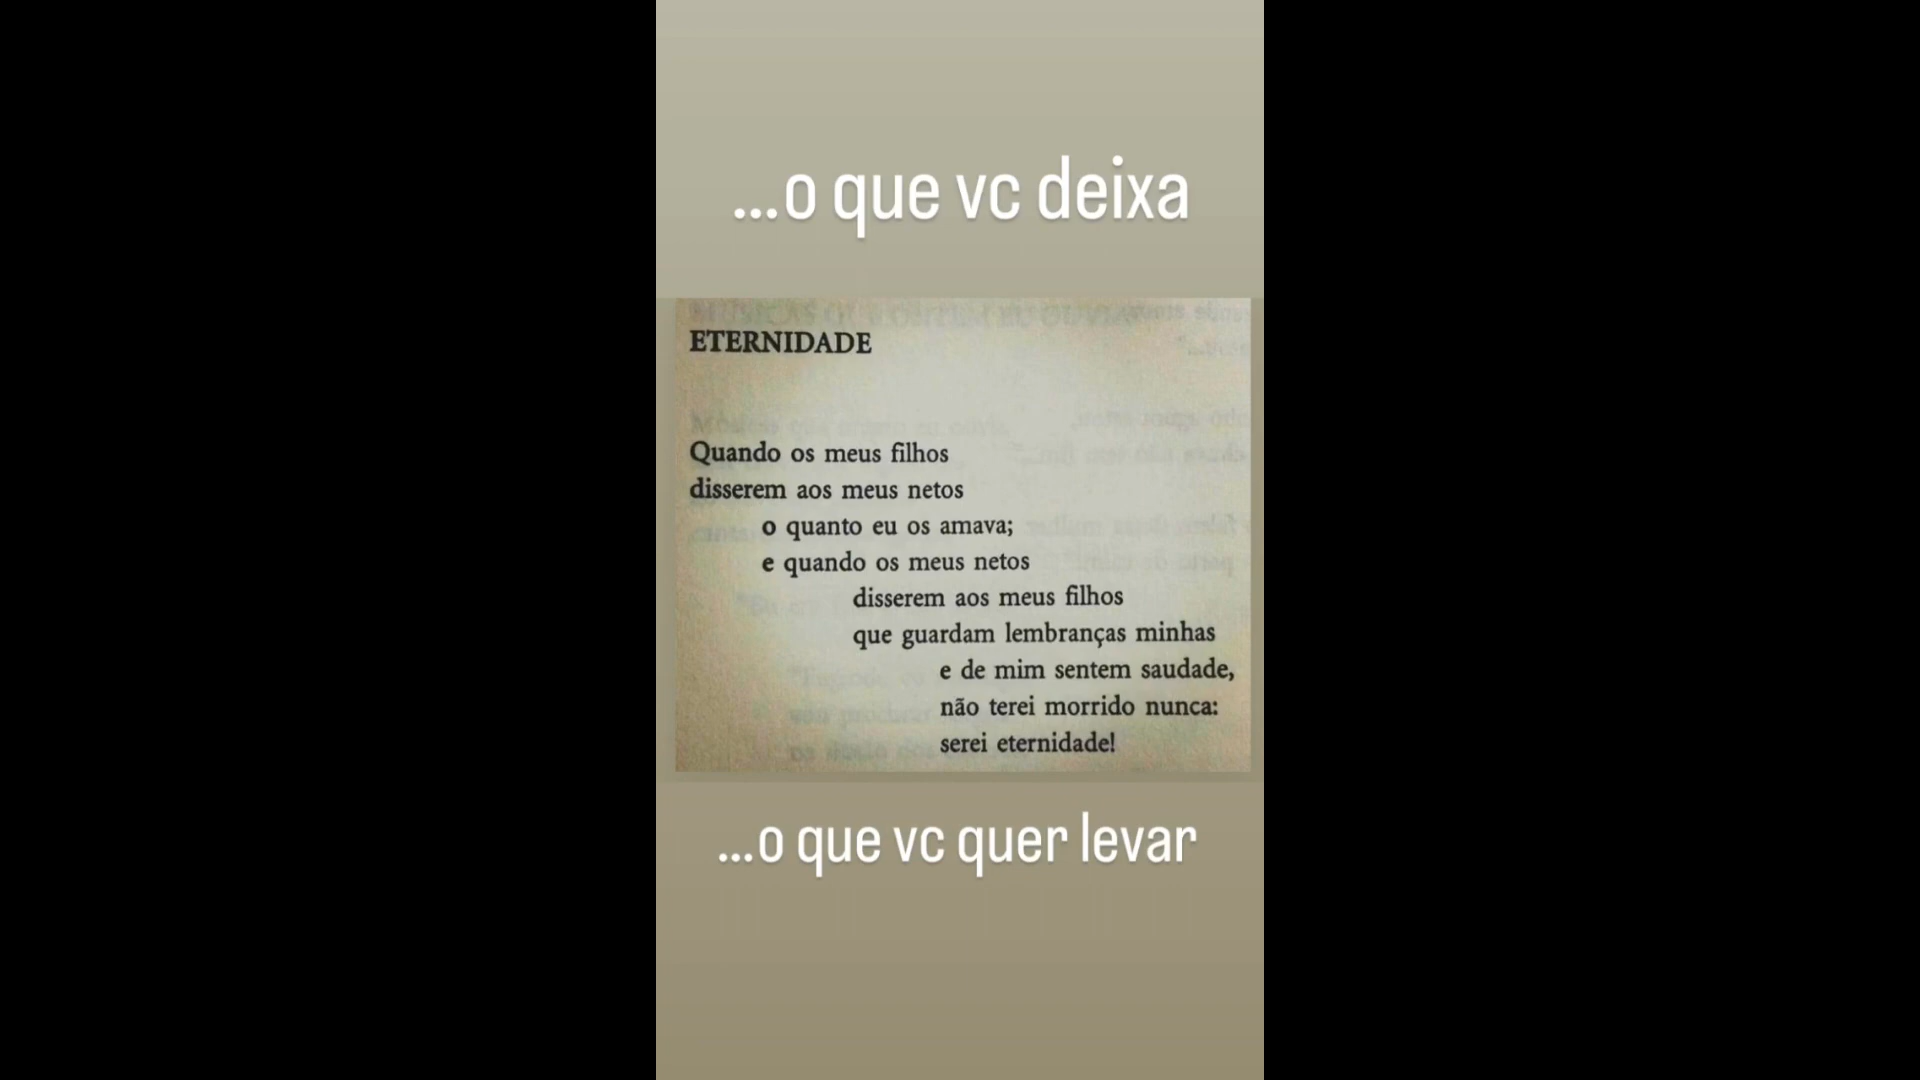 ...o que vc deixa
ETERNIDADE
Quando os meus filhos
disserem aos meus netos
o quanto eu os amava;
e quando os meus netos
disserem aos meus filhos
que guardam lembranças minhas
e de mim sentem saudade,
não terei morrido nunca:
serei eternidade!
...o que vc quer levar